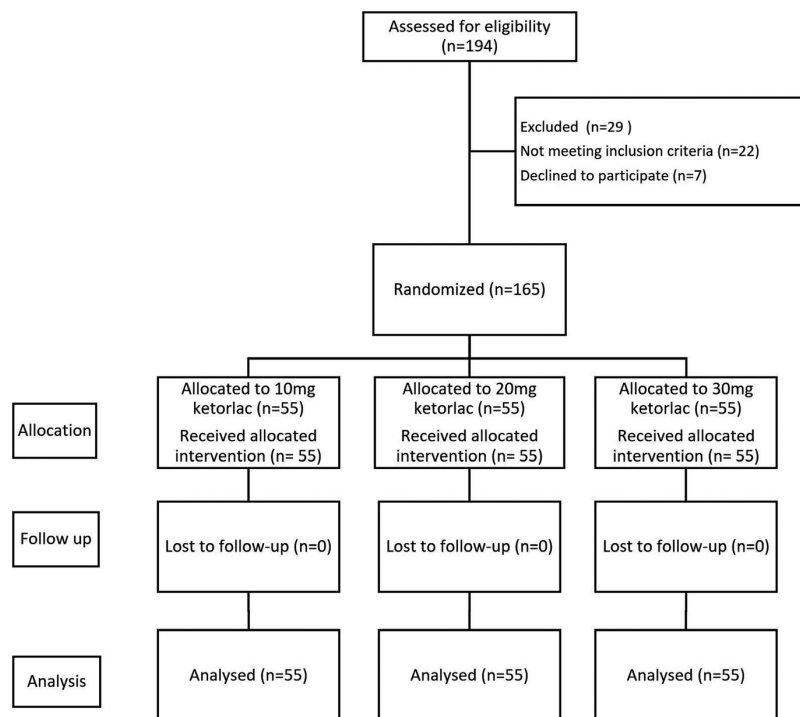 Assessed for eligibility
(n=194)
Excluded  (n=29 )
Not meeting inclusion criteria (n=22)
Declined to participate (n=7)
Randomized (n=165)
Allocation
Allocated to 10mg
ketorlac (n=55)
Received allocated
intervention (n= 55)
Allocated to 20mg
ketorlac (n=55)
Received allocated
intervention (n= 55)
Allocated to 30mg
ketorlac (n=55)
Received allocated
intervention (n= 55)
Follow up
Lost to follow-up (n=0)
Lost to follow-up (n=0)
Lost to follow-up (n=0)
Analysis
Analysed (n=55)
Analysed (n=55)
Analysed (n=55)